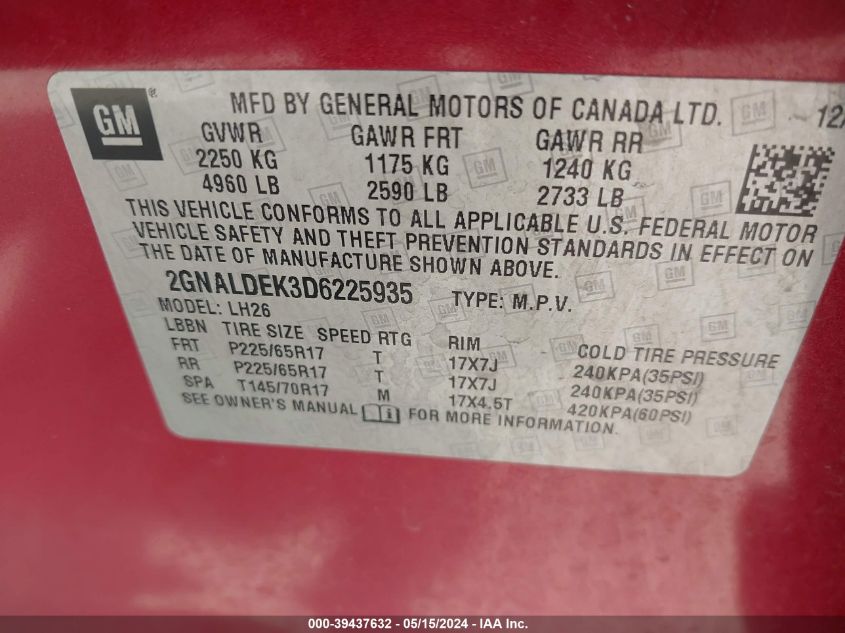 GM ®
MFD BY GENERAL MOTORS OF CANADA LTD. 12/
GVWR GAWR FRT GAWR RR
2250 KG 1175 KG 1240 KG
4960 LB 2590 LB 2733 LB
THIS VEHICLE CONFORMS TO ALL APPLICABLE U.S. FEDERAL MOTOR
VEHICLE SAFETY AND THEFT PREVENTION STANDARDS IN EFFECT ON
THE DATE OF MANUFACTURE SHOWN ABOVE.
2GNALDEK3D6225935 TYPE: M.P.V.
MODEL: LH26
LBBN TIRE SIZE SPEED RTG RIM COLD TIRE PRESSURE
FRT P225/65R17 T 17X7J 240KPA(35PSI)
RR P225/65R17 T 17X7J 240KPA(35PSI)
SPA T145/70R17 M 17X4.5T 420KPA(60PSI)
SEE OWNER'S MANUAL i FOR MORE INFORMATION.
000-39437632 - 05/15/2024 - IAA Inc.